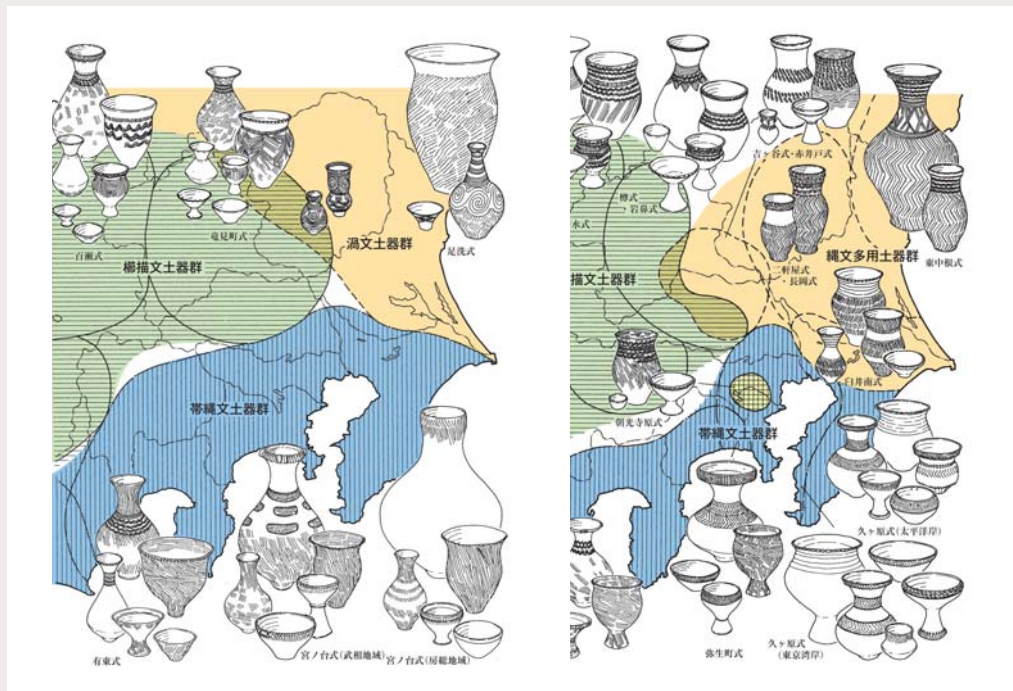 百瀬式
櫛描文土器群
竜見町式
渦文土器群
足洗式
帯縄文土器群
有東式
宮ノ台式(武相地域)
宮ノ台式(房総地域)
吉ヶ谷式・赤井戸式
樽式
・岩鼻式
水式
描文土器群
二軒屋式
・長岡式
縄文多用土器群
東中根式
臼井南式
朝光寺原式
帯縄文土器群
久ヶ原式(太平洋岸)
弥生町式
久ヶ原式
(東京湾岸)